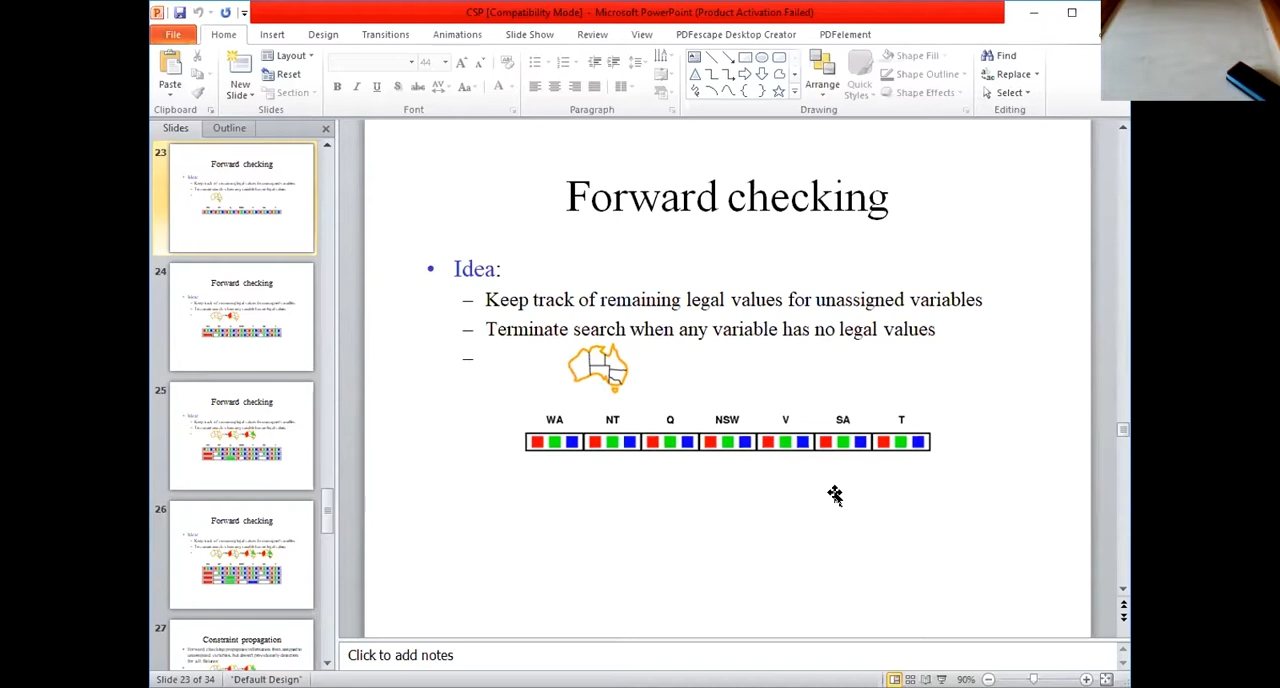 CSP [Compatibility Mode] - Microsoft PowerPoint (Product Activation Failed)
File Home Insert Design Transitions Animations Slide Show Review View PDFescape Desktop Creator PDFelement
Paste
Clipboard
New Slide
Layout
Reset
Section
Slides
44
B I U S abc AV Aa A
Font
Paragraph
Arrange
Quick Styles
Shape Fill
Shape Outline
Shape Effects
Drawing
Find
Replace
Select
Editing
Slides Outline
23
Forward checking
24
Forward checking
25
Forward checking
26
Forward checking
27
Constraint propagation
Forward checking
• Idea:
– Keep track of remaining legal values for unassigned variables
– Terminate search when any variable has no legal values
–
WA NT Q NSW V SA T
Click to add notes
Slide 23 of 34 "Default Design" 90%